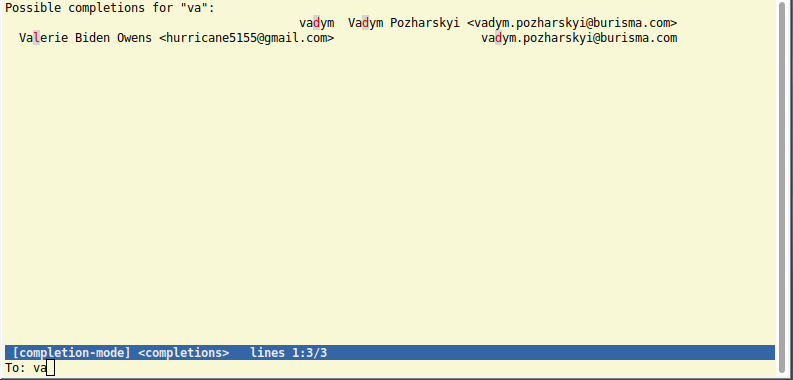 Possible completions for "va":
vadym  Vadym Pozharskyi <vadym.pozharskyi@burisma.com>
Valerie Biden Owens <hurricane5155@gmail.com>  vadym.pozharskyi@burisma.com
[completion-mode] <completions>   lines 1:3/3
To: va